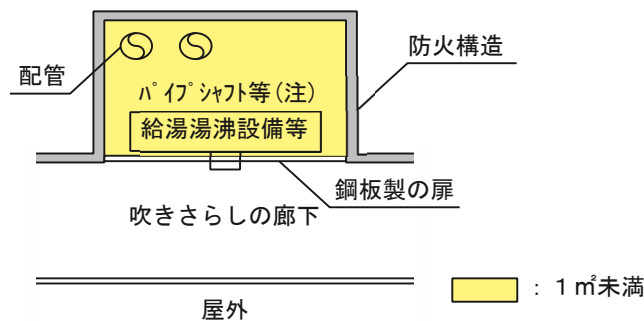 防火構造
配管
ﾊﾟｲﾌﾟｼｬﾌﾄ等(注)
給湯湯沸設備等
鋼板製の扉
吹きさらしの廊下
：１㎡未満
屋外